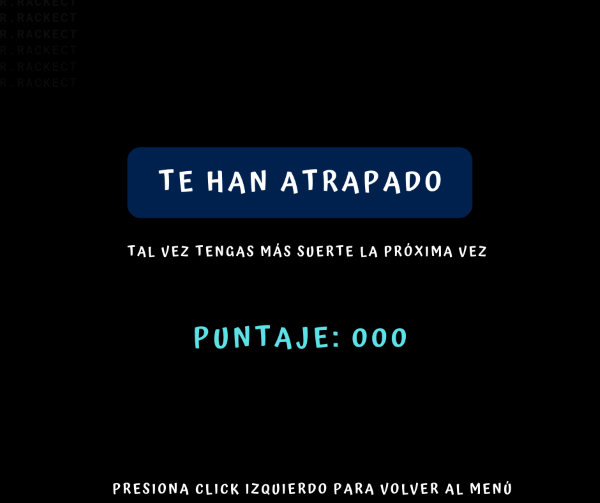 R.RACKECT
R.RACKECT
R.RACKECT
R.RACKECT
R.RACKECT
TE HAN ATRAPADO
TAL VEZ TENGAS MÁS SUERTE LA PRÓXIMA VEZ
PUNTAJE: 000
PRESIONA CLICK IZQUIERDO PARA VOLVER AL MENÚ